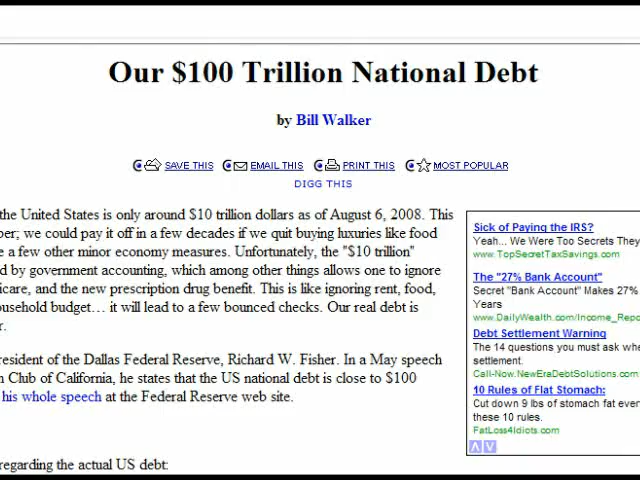 Our $100 Trillion National Debt
by Bill Walker
SAVE THIS EMAIL THIS PRINT THIS MOST POPULAR
DIGG THIS
the United States is only around $10 trillion dollars as of August 6, 2008. This
ber; we could pay it off in a few decades if we quit buying luxuries like food
e a few other minor economy measures. Unfortunately, the "$10 trillion"
d by government accounting, which among other things allows one to ignore
icare, and the new prescription drug benefit. This is like ignoring rent, food,
ousehold budget… it will lead to a few bounced checks. Our real debt is
r.
resident of the Dallas Federal Reserve, Richard W. Fisher. In a May speech
n Club of California, he states that the US national debt is close to $100
his whole speech at the Federal Reserve web site.
regarding the actual US debt:
Sick of Paying the IRS?
Yeah... We Were Too Secrets They
www.TopSecretTaxSavings.com
The "27% Bank Account"
Secret "Bank Account" Makes 27%
Years
www.DailyWealth.com/Income_Repo
Debt Settlement Warning
The 14 questions you must ask whe
settlement.
Call-Now.NewEraDebtSolutions.com
10 Rules of Flat Stomach:
Cut down 9 lbs of stomach fat ever
these 10 rules.
FatLoss4Idiots.com